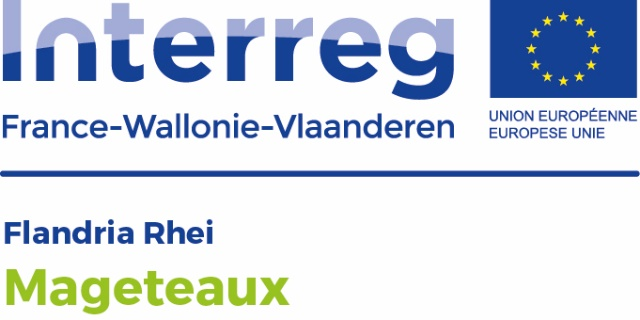 Interreg
France-Wallonie-Vlaanderen
UNION EUROPÉENNE
EUROPESE UNIE
Flandria Rhei
Mageteaux